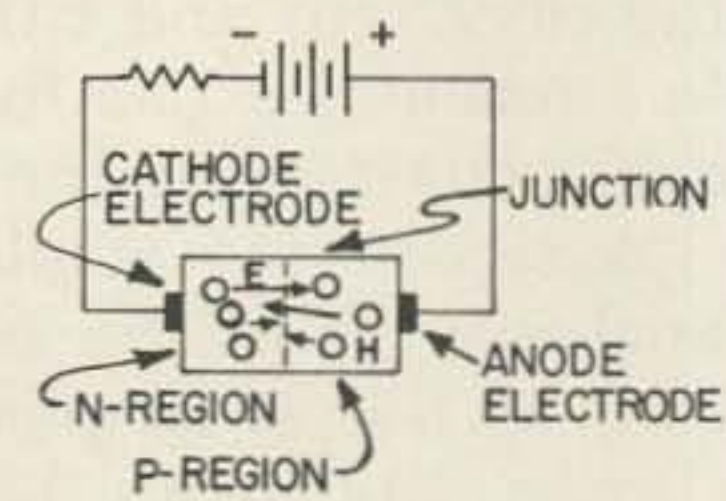 - +
CATHODE
ELECTRODE
JUNCTION
E
H
ANODE
ELECTRODE
N-REGION
P-REGION